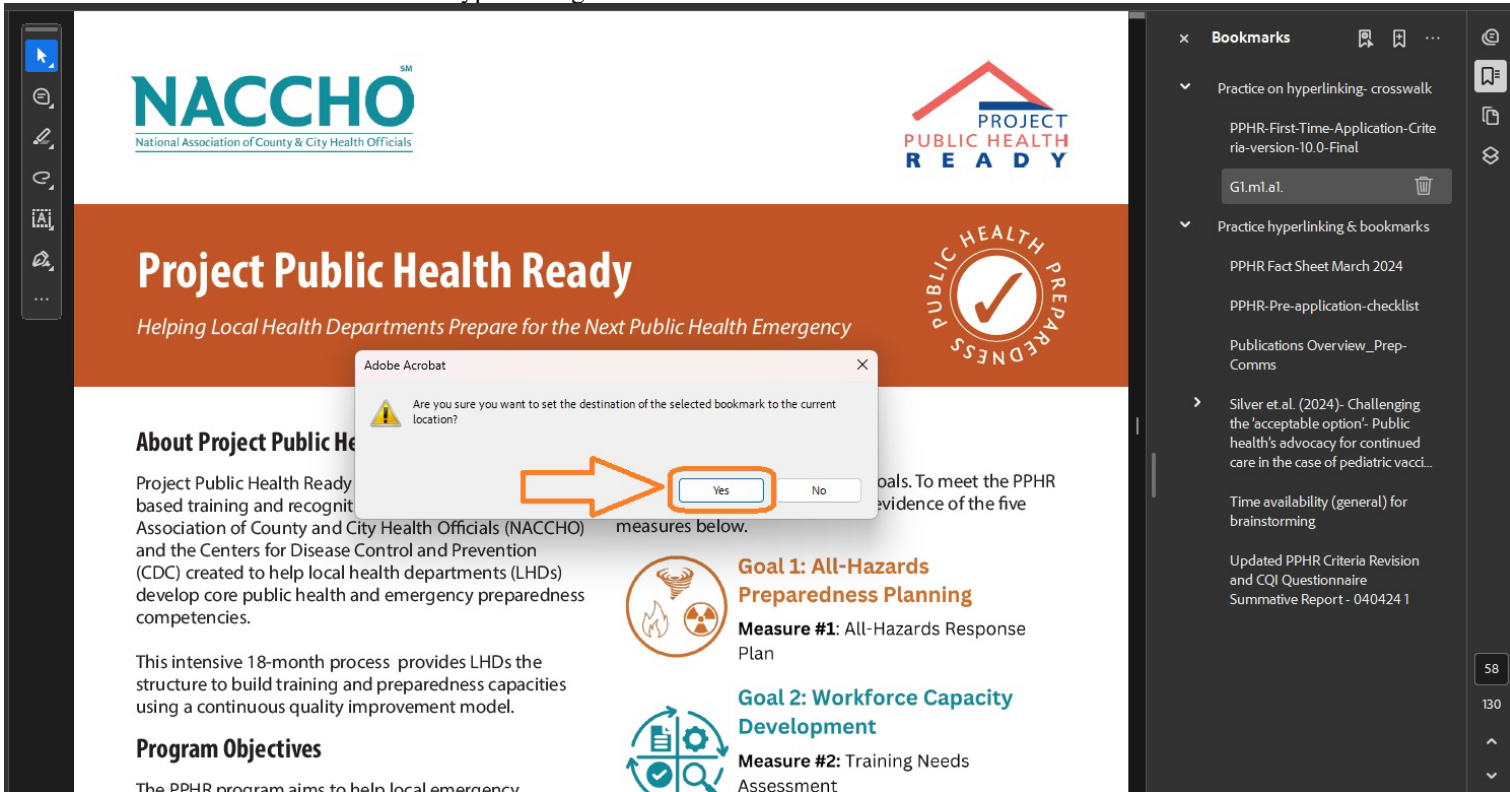 NACCHO
SM
National Association of County & City Health Officials
PROJECT
PUBLIC HEALTH
READY
Project Public Health Ready
Helping Local Health Departments Prepare for the Next Public Health Emergency
PUBLIC HEALTH PREPAREDNESS
Adobe Acrobat
Are you sure you want to set the destination of the selected bookmark to the current
location?
Yes
No
About Project Public He
Project Public Health Ready
based training and recognit
Association of County and City Health Officials (NACCHO)
and the Centers for Disease Control and Prevention
(CDC) created to help local health departments (LHDs)
develop core public health and emergency preparedness
competencies.
This intensive 18-month process provides LHDs the
structure to build training and preparedness capacities
using a continuous quality improvement model.
Program Objectives
The PPHR program aims to help local emergency
oals. To meet the PPHR
evidence of the five
measures below.
Goal 1: All-Hazards
Preparedness Planning
Measure #1: All-Hazards Response
Plan
Goal 2: Workforce Capacity
Development
Measure #2: Training Needs
Assessment
Bookmarks
Practice on hyperlinking- crosswalk
PPHR-First-Time-Application-Crite
ria-version-10.0-Final
G1.m1.a1.
Practice hyperlinking & bookmarks
PPHR Fact Sheet March 2024
PPHR-Pre-application-checklist
Publications Overview_Prep-
Comms
Silver et.al. (2024)- Challenging
the 'acceptable option'- Public
health's advocacy for continued
care in the case of pediatric vacci...
Time availability (general) for
brainstorming
Updated PPHR Criteria Revision
and CQI Questionnaire
Summative Report - 040424 1
58
130